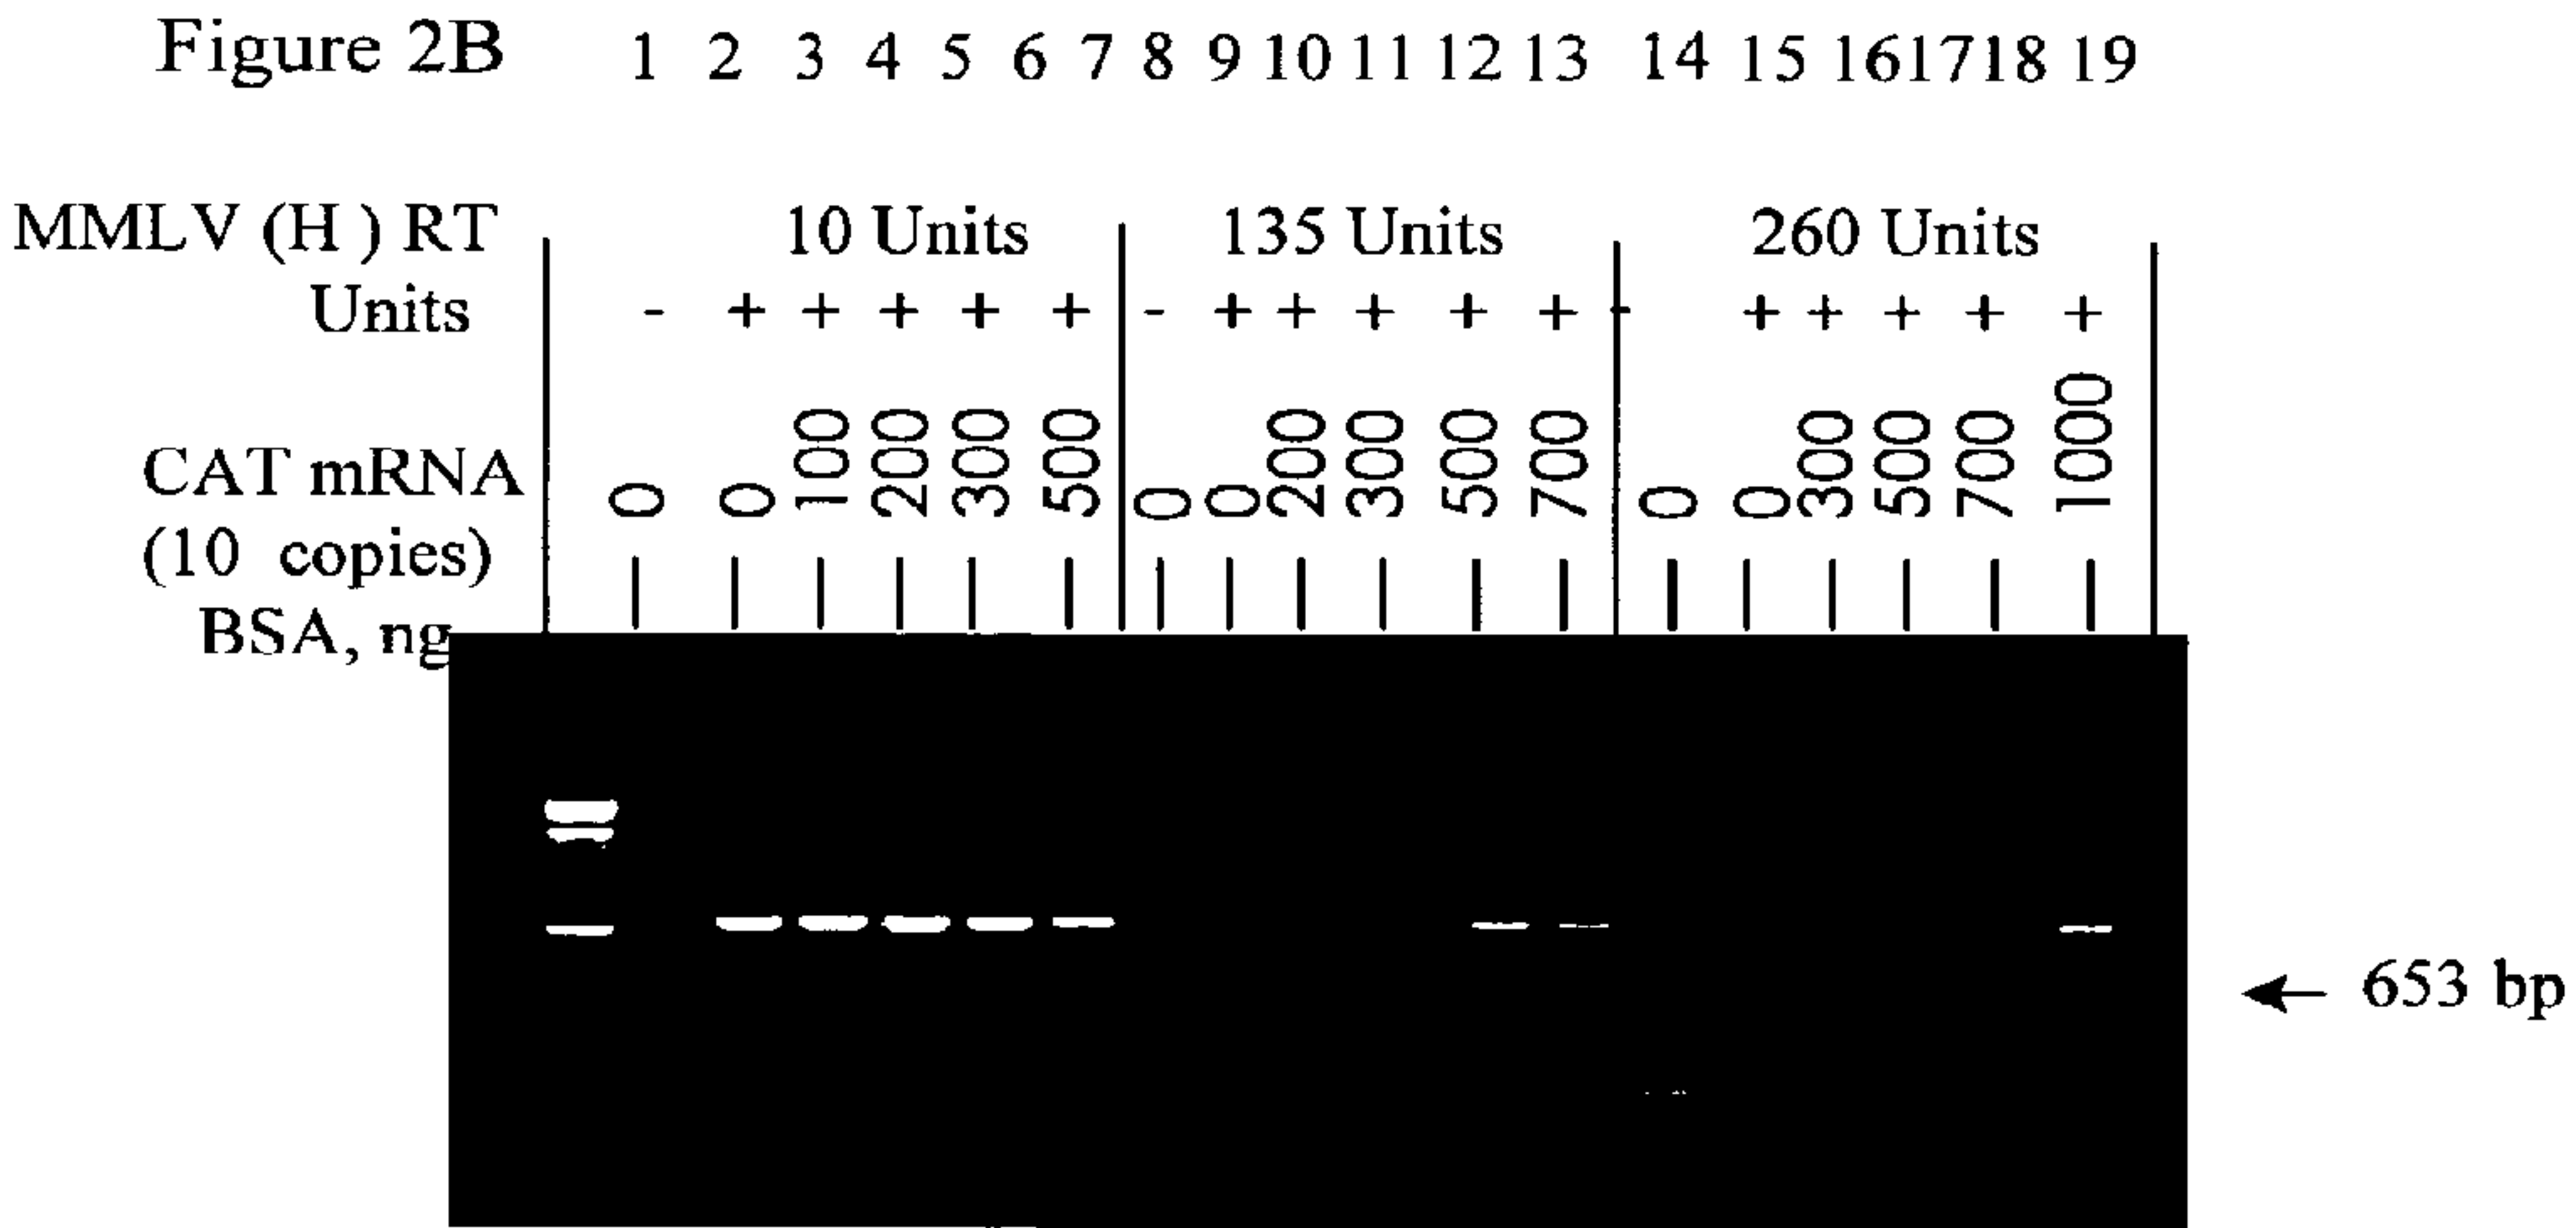 Figure 2B 1 2 3 4 5 6 7 8 9 10 11 12 13 14 15 16 17 18 19
MMLV (H ) RT 10 Units 135 Units 260 Units
Units - + + + + + - + + + + + - + + + + +
CAT mRNA 0 0 100 200 300 500 0 0 200 300 500 700 0 0 300 500 700 1000
(10 copies)
BSA, ng
653 bp